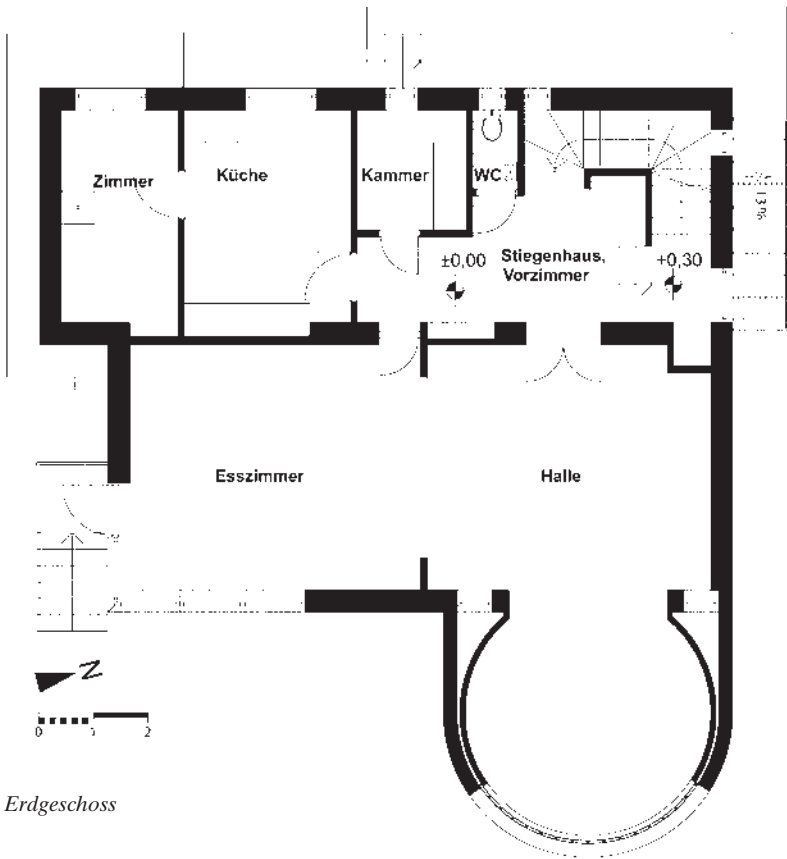 Zimmer
Küche
Kammer
WC
Stiegenhaus,
Vorzimmer
±0,00
+0,30
Esszimmer
Halle
N
0 1 2
Erdgeschoss